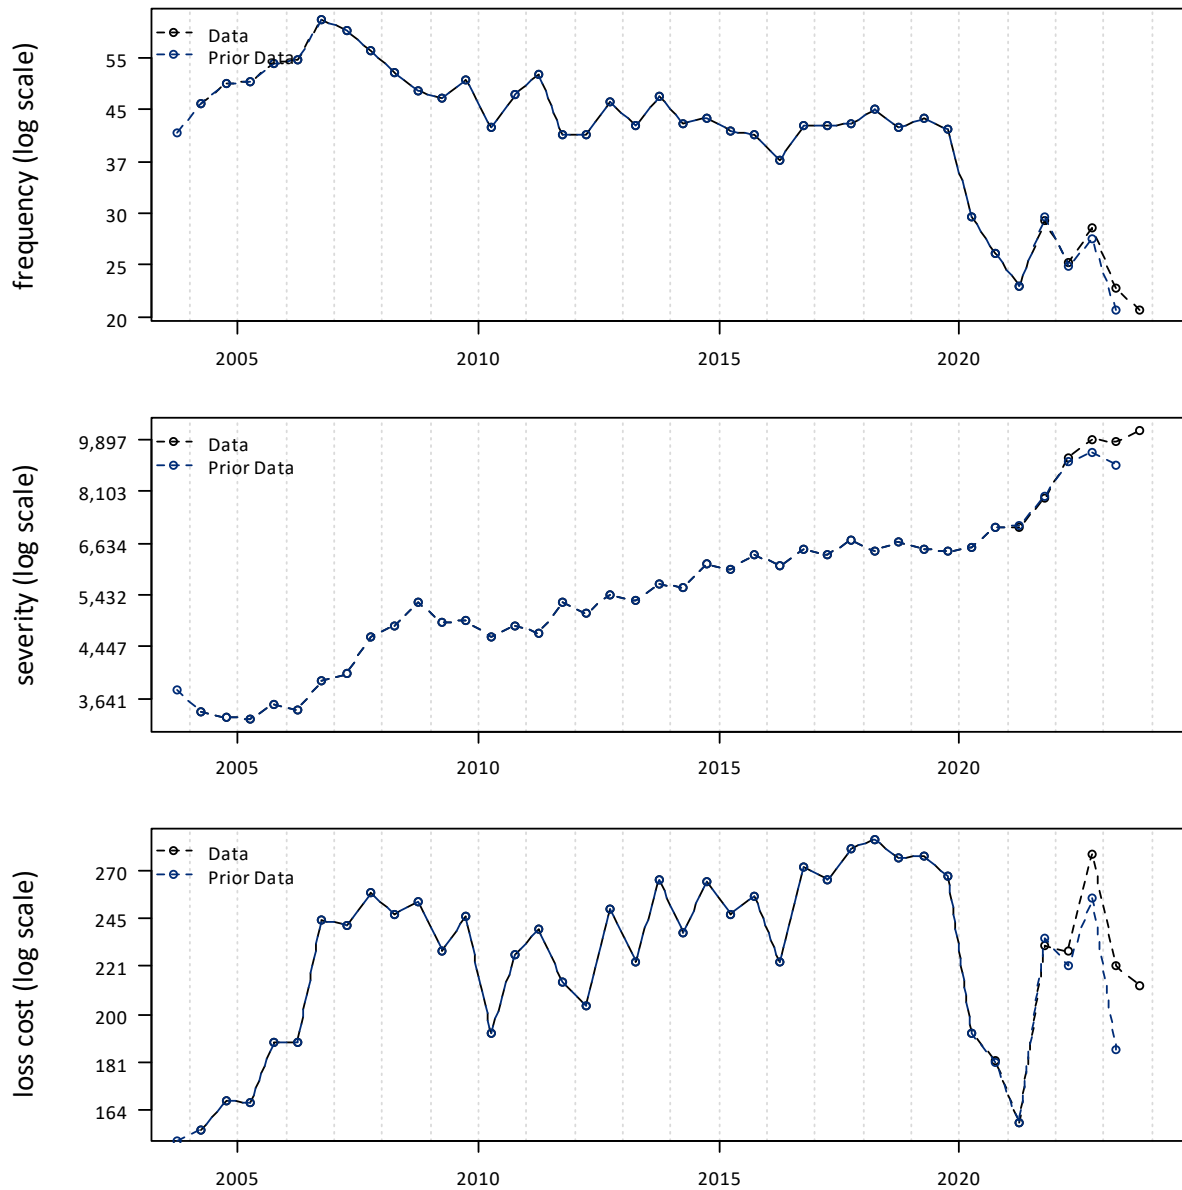 frequency (log scale)
Data
Prior Data
55
45
37
30
25
20
2005 2010 2015 2020
severity (log scale)
Data
Prior Data
9,897
8,103
6,634
5,432
4,447
3,641
2005 2010 2015 2020
loss cost (log scale)
Data
Prior Data
270
245
221
200
181
164
2005 2010 2015 2020